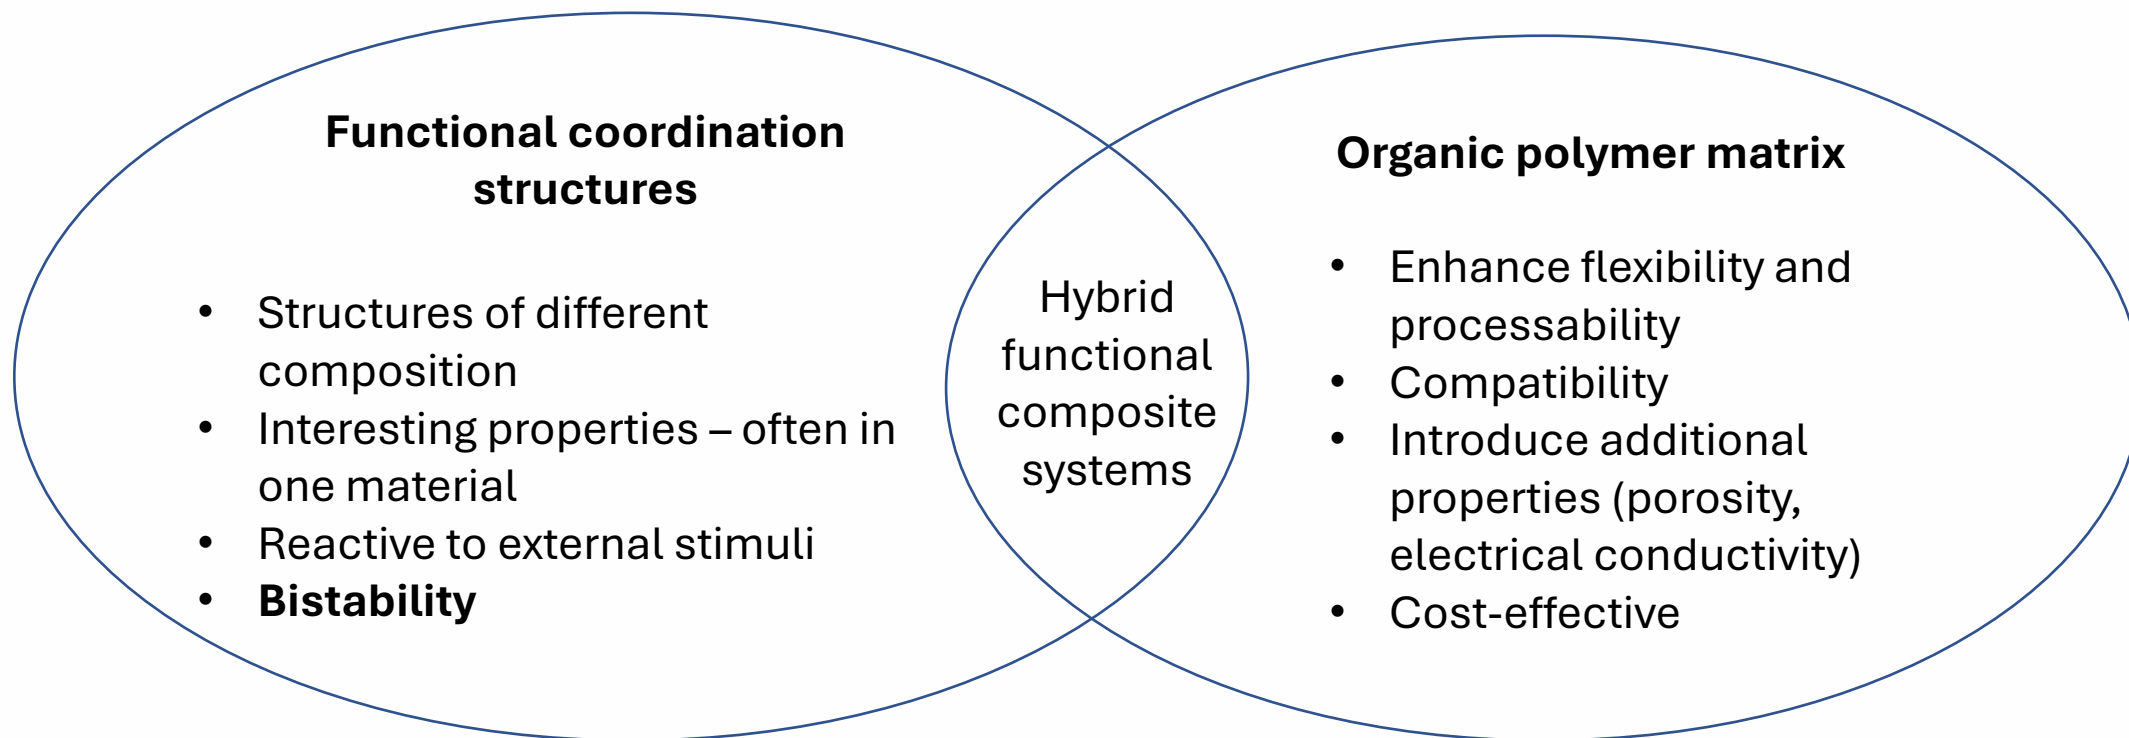 Functional coordination
structures
• Structures of different
composition
• Interesting properties – often in
one material
• Reactive to external stimuli
• Bistability
Hybrid
functional
composite
systems
Organic polymer matrix
• Enhance flexibility and
processability
• Compatibility
• Introduce additional
properties (porosity,
electrical conductivity)
• Cost-effective